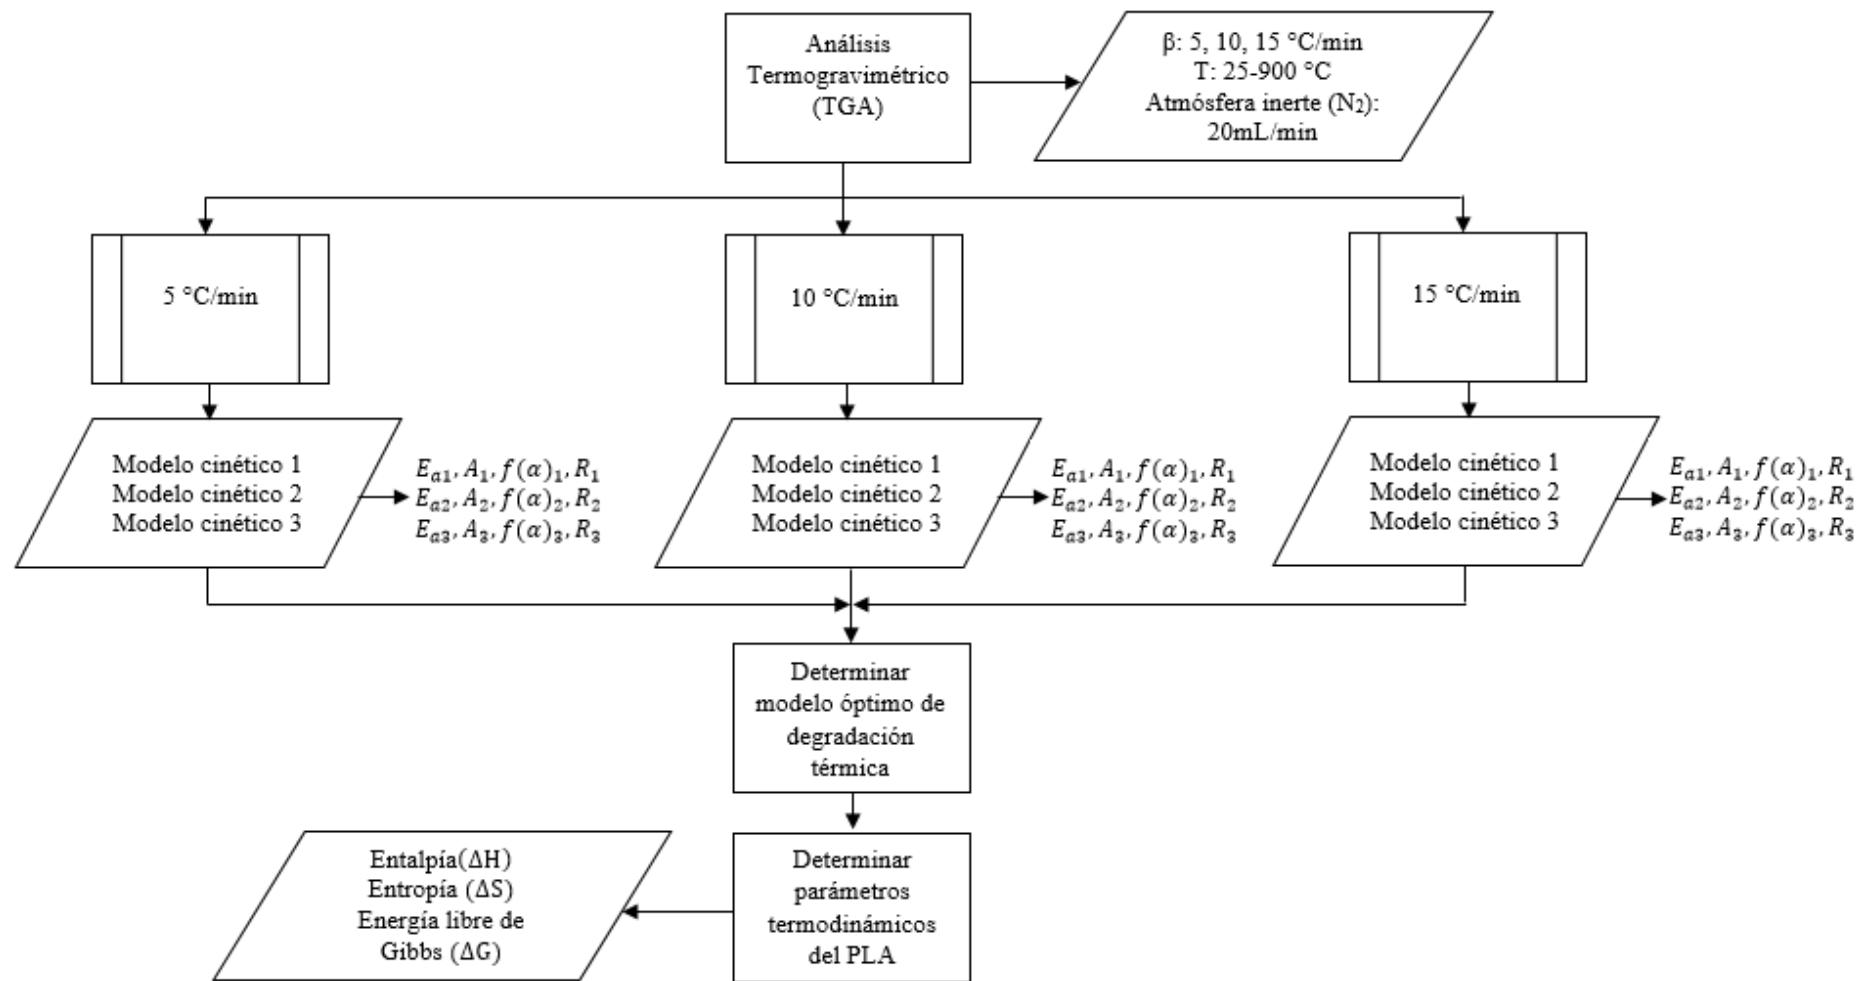 Análisis
Termogravimétrico
(TGA)
β: 5, 10, 15 °C/min
T: 25-900 °C
Atmósfera inerte (N₂):
20mL/min
5 °C/min
10 °C/min
15 °C/min
Modelo cinético 1
Modelo cinético 2
Modelo cinético 3
Eₐ₁, A₁, f(α)₁, R₁
Eₐ₂, A₂, f(α)₂, R₂
Eₐ₃, A₃, f(α)₃, R₃
Modelo cinético 1
Modelo cinético 2
Modelo cinético 3
Eₐ₁, A₁, f(α)₁, R₁
Eₐ₂, A₂, f(α)₂, R₂
Eₐ₃, A₃, f(α)₃, R₃
Modelo cinético 1
Modelo cinético 2
Modelo cinético 3
Eₐ₁, A₁, f(α)₁, R₁
Eₐ₂, A₂, f(α)₂, R₂
Eₐ₃, A₃, f(α)₃, R₃
Determinar
modelo óptimo de
degradación
térmica
Determinar
parámetros
termodinámicos
del PLA
Entalpía(ΔH)
Entropía (ΔS)
Energía libre de
Gibbs (ΔG)